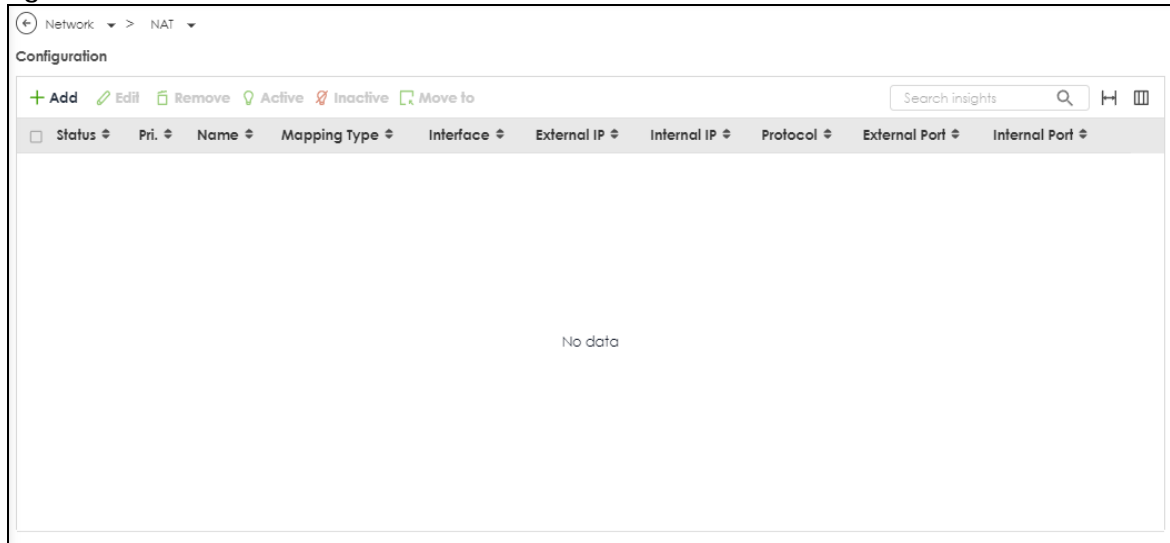 Network > NAT
Configuration
Add Edit Remove Active Inactive Move to Search insights
Status Pri. Name Mapping Type Interface External IP Internal IP Protocol External Port Internal Port
No data